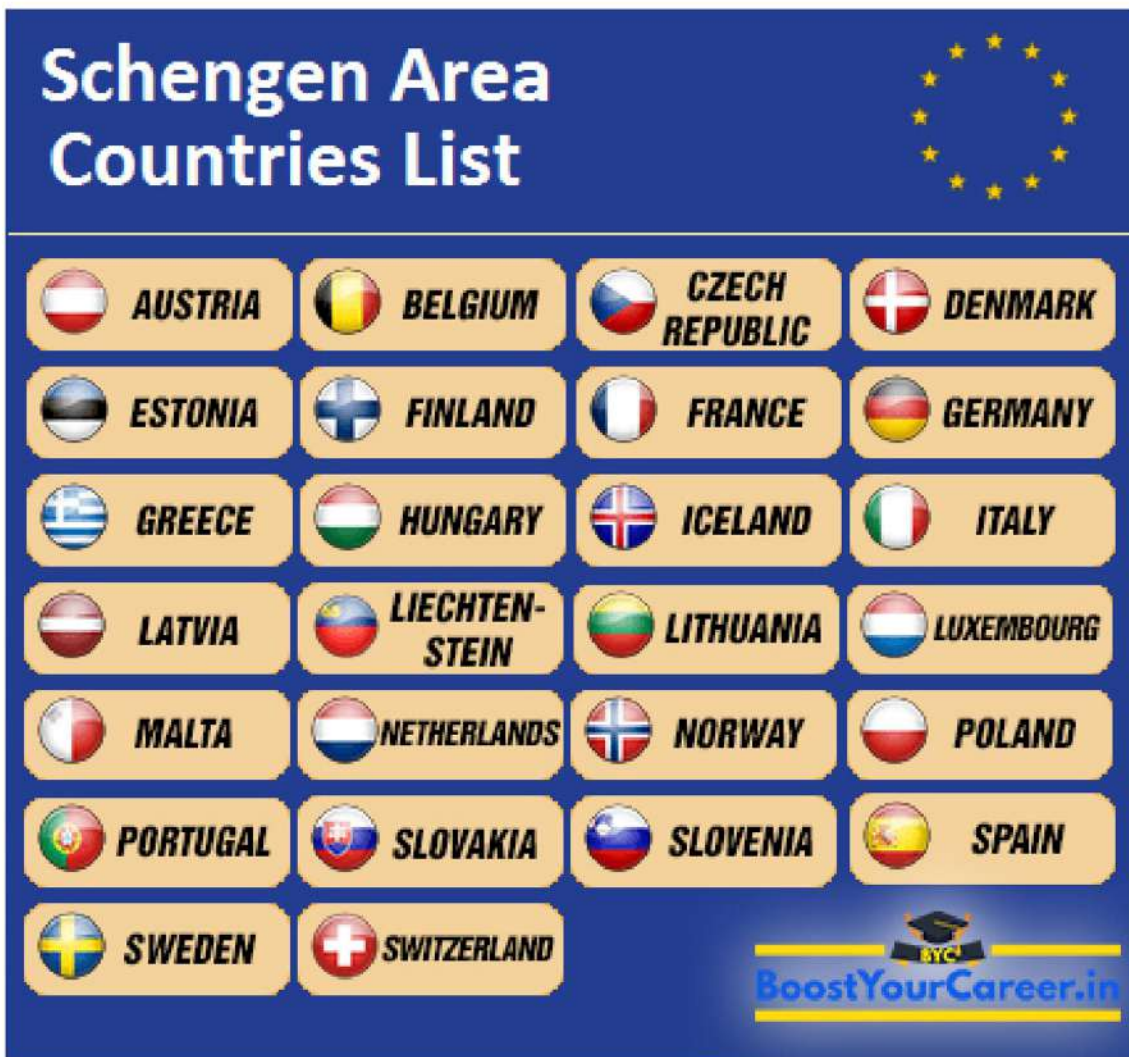 Schengen Area
Countries List
AUSTRIA
BELGIUM
CZECH
REPUBLIC
DENMARK
ESTONIA
FINLAND
FRANCE
GERMANY
GREECE
HUNGARY
ICELAND
ITALY
LATVIA
LIECHTEN-
STEIN
LITHUANIA
LUXEMBOURG
MALTA
NETHERLANDS
NORWAY
POLAND
PORTUGAL
SLOVAKIA
SLOVENIA
SPAIN
SWEDEN
SWITZERLAND
BYC
BoostYourCareer.in